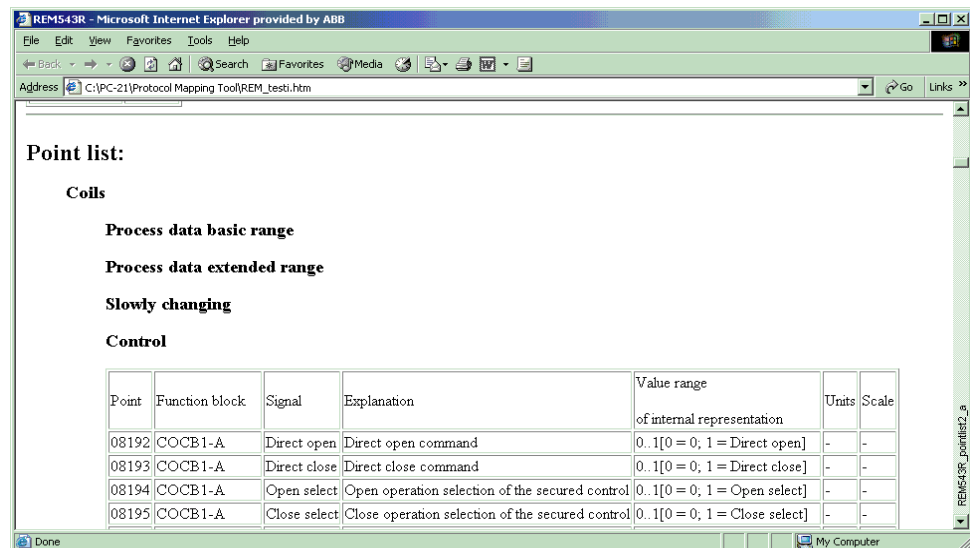 REM543R - Microsoft Internet Explorer provided by ABB
File Edit View Favorites Tools Help
Back Search Favorites Media
Address C:\PC-21\Protocol Mapping Tool\REM_testi.htm Go Links »
Point list:
Coils
Process data basic range
Process data extended range
Slowly changing
Control
Point Function block Signal Explanation Value range of internal representation Units Scale
08192 COCB1-A Direct open Direct open command 0..1[0 = 0; 1 = Direct open] - -
08193 COCB1-A Direct close Direct close command 0..1[0 = 0; 1 = Direct close] - -
08194 COCB1-A Open select Open operation selection of the secured control 0..1[0 = 0; 1 = Open select] - -
08195 COCB1-A Close select Close operation selection of the secured control 0..1[0 = 0; 1 = Close select] - -
Done My Computer
REM543R_pointlist2_a